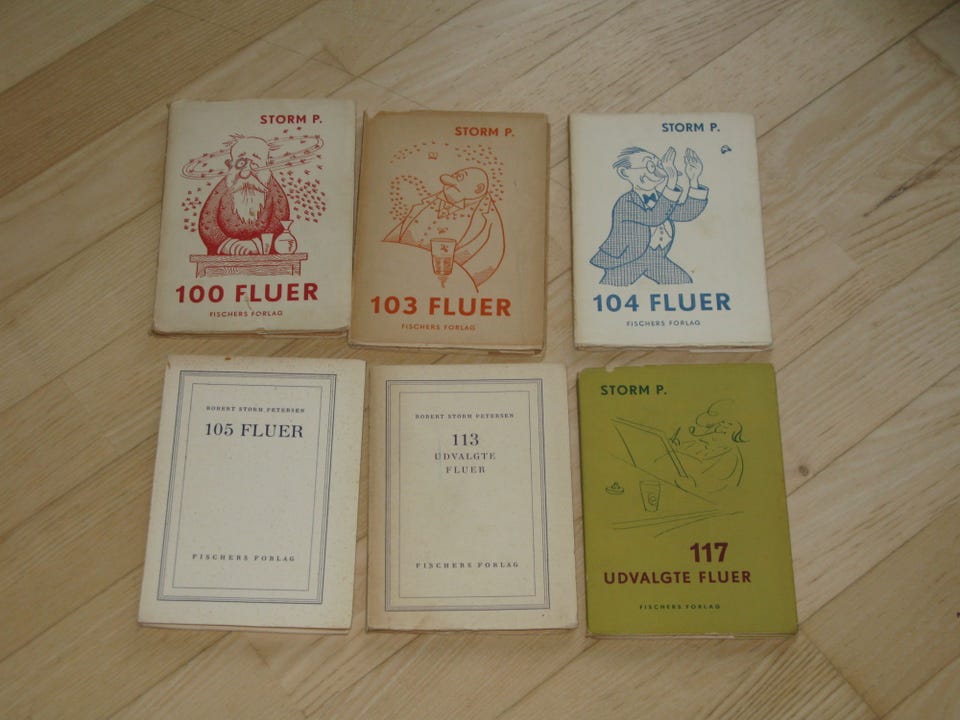 STORM P.
100 FLUER
FISCHERS FORLAG
STORM P.
103 FLUER
FISCHERS FORLAG
STORM P.
104 FLUER
FISCHERS FORLAG
ROBERT STORM PETERSEN
105 FLUER
FISCHERS FORLAG
ROBERT STORM PETERSEN
113
UDVALGTE
FLUER
FISCHERS FORLAG
STORM P.
117
UDVALGTE FLUER
FISCHERS FORLAG